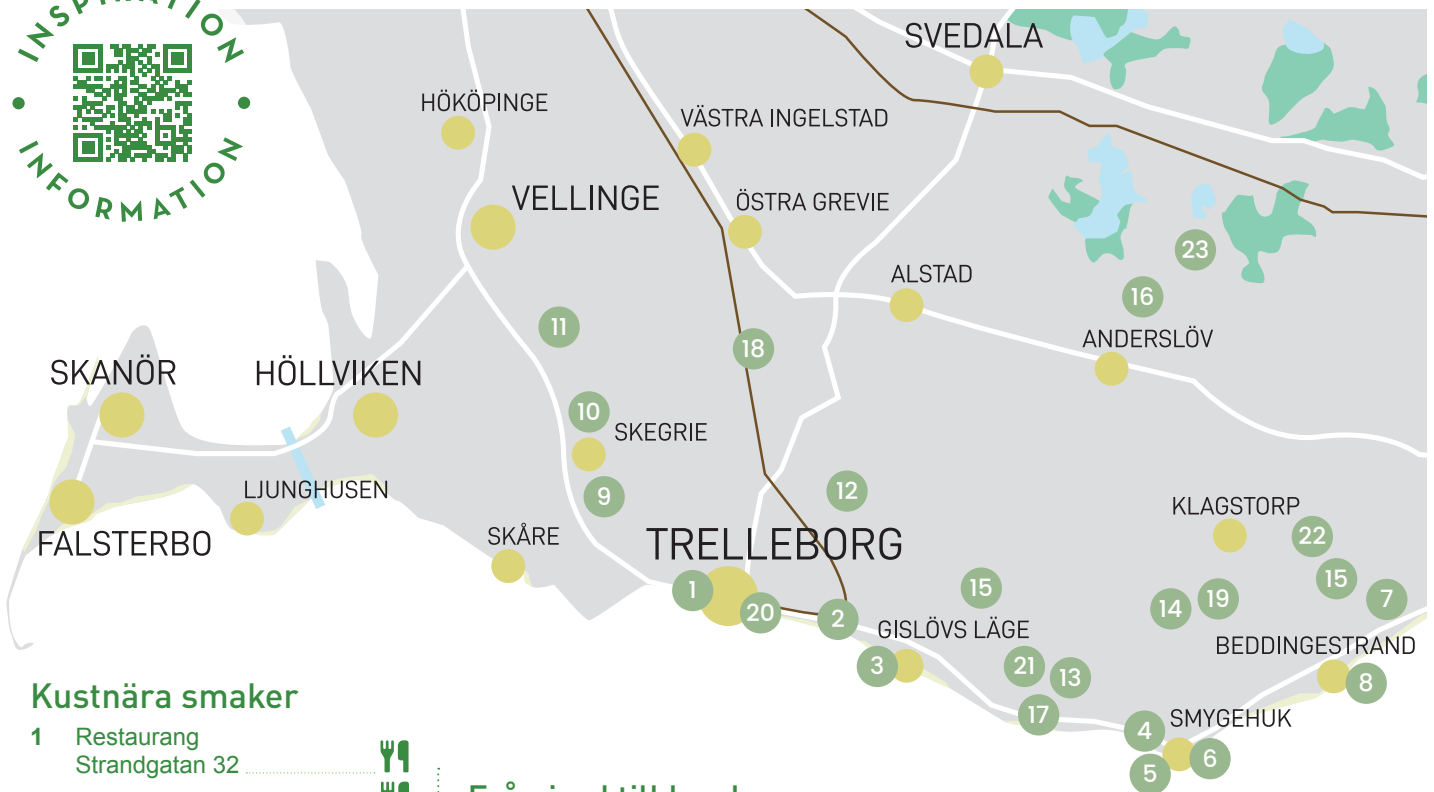 INSPIRATION
INFORMATION
SVEDALA
HÖKÖPINGE
VÄSTRA INGELSTAD
VELLINGE
ÖSTRA GREVIE
23
ALSTAD
16
11
ANDERSLÖV
18
SKANÖR
HÖLLVIKEN
10
SKEGRIE
LJUNGHUSEN
9
12
KLAGSTORP
FALSTERBO
SKÅRE
TRELLEBORG
22
15
15
1
20
2
14
19
7
GISLÖVS LÄGE
BEDDINGESTRAND
3
21
13
8
17
SMYGEHUK
4
6
5
Kustnära smaker
1 Restaurang
Strandgatan 32